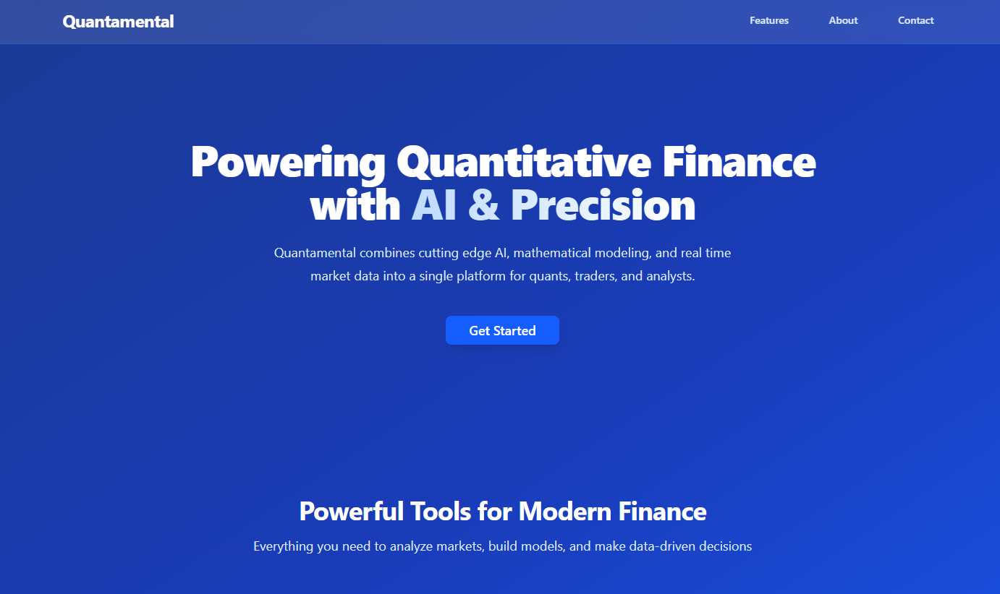 Quantamental
Features
About
Contact
Powering Quantitative Finance
with AI & Precision
Quantamental combines cutting edge AI, mathematical modeling, and real time
market data into a single platform for quants, traders, and analysts.
Get Started
Powerful Tools for Modern Finance
Everything you need to analyze markets, build models, and make data-driven decisions